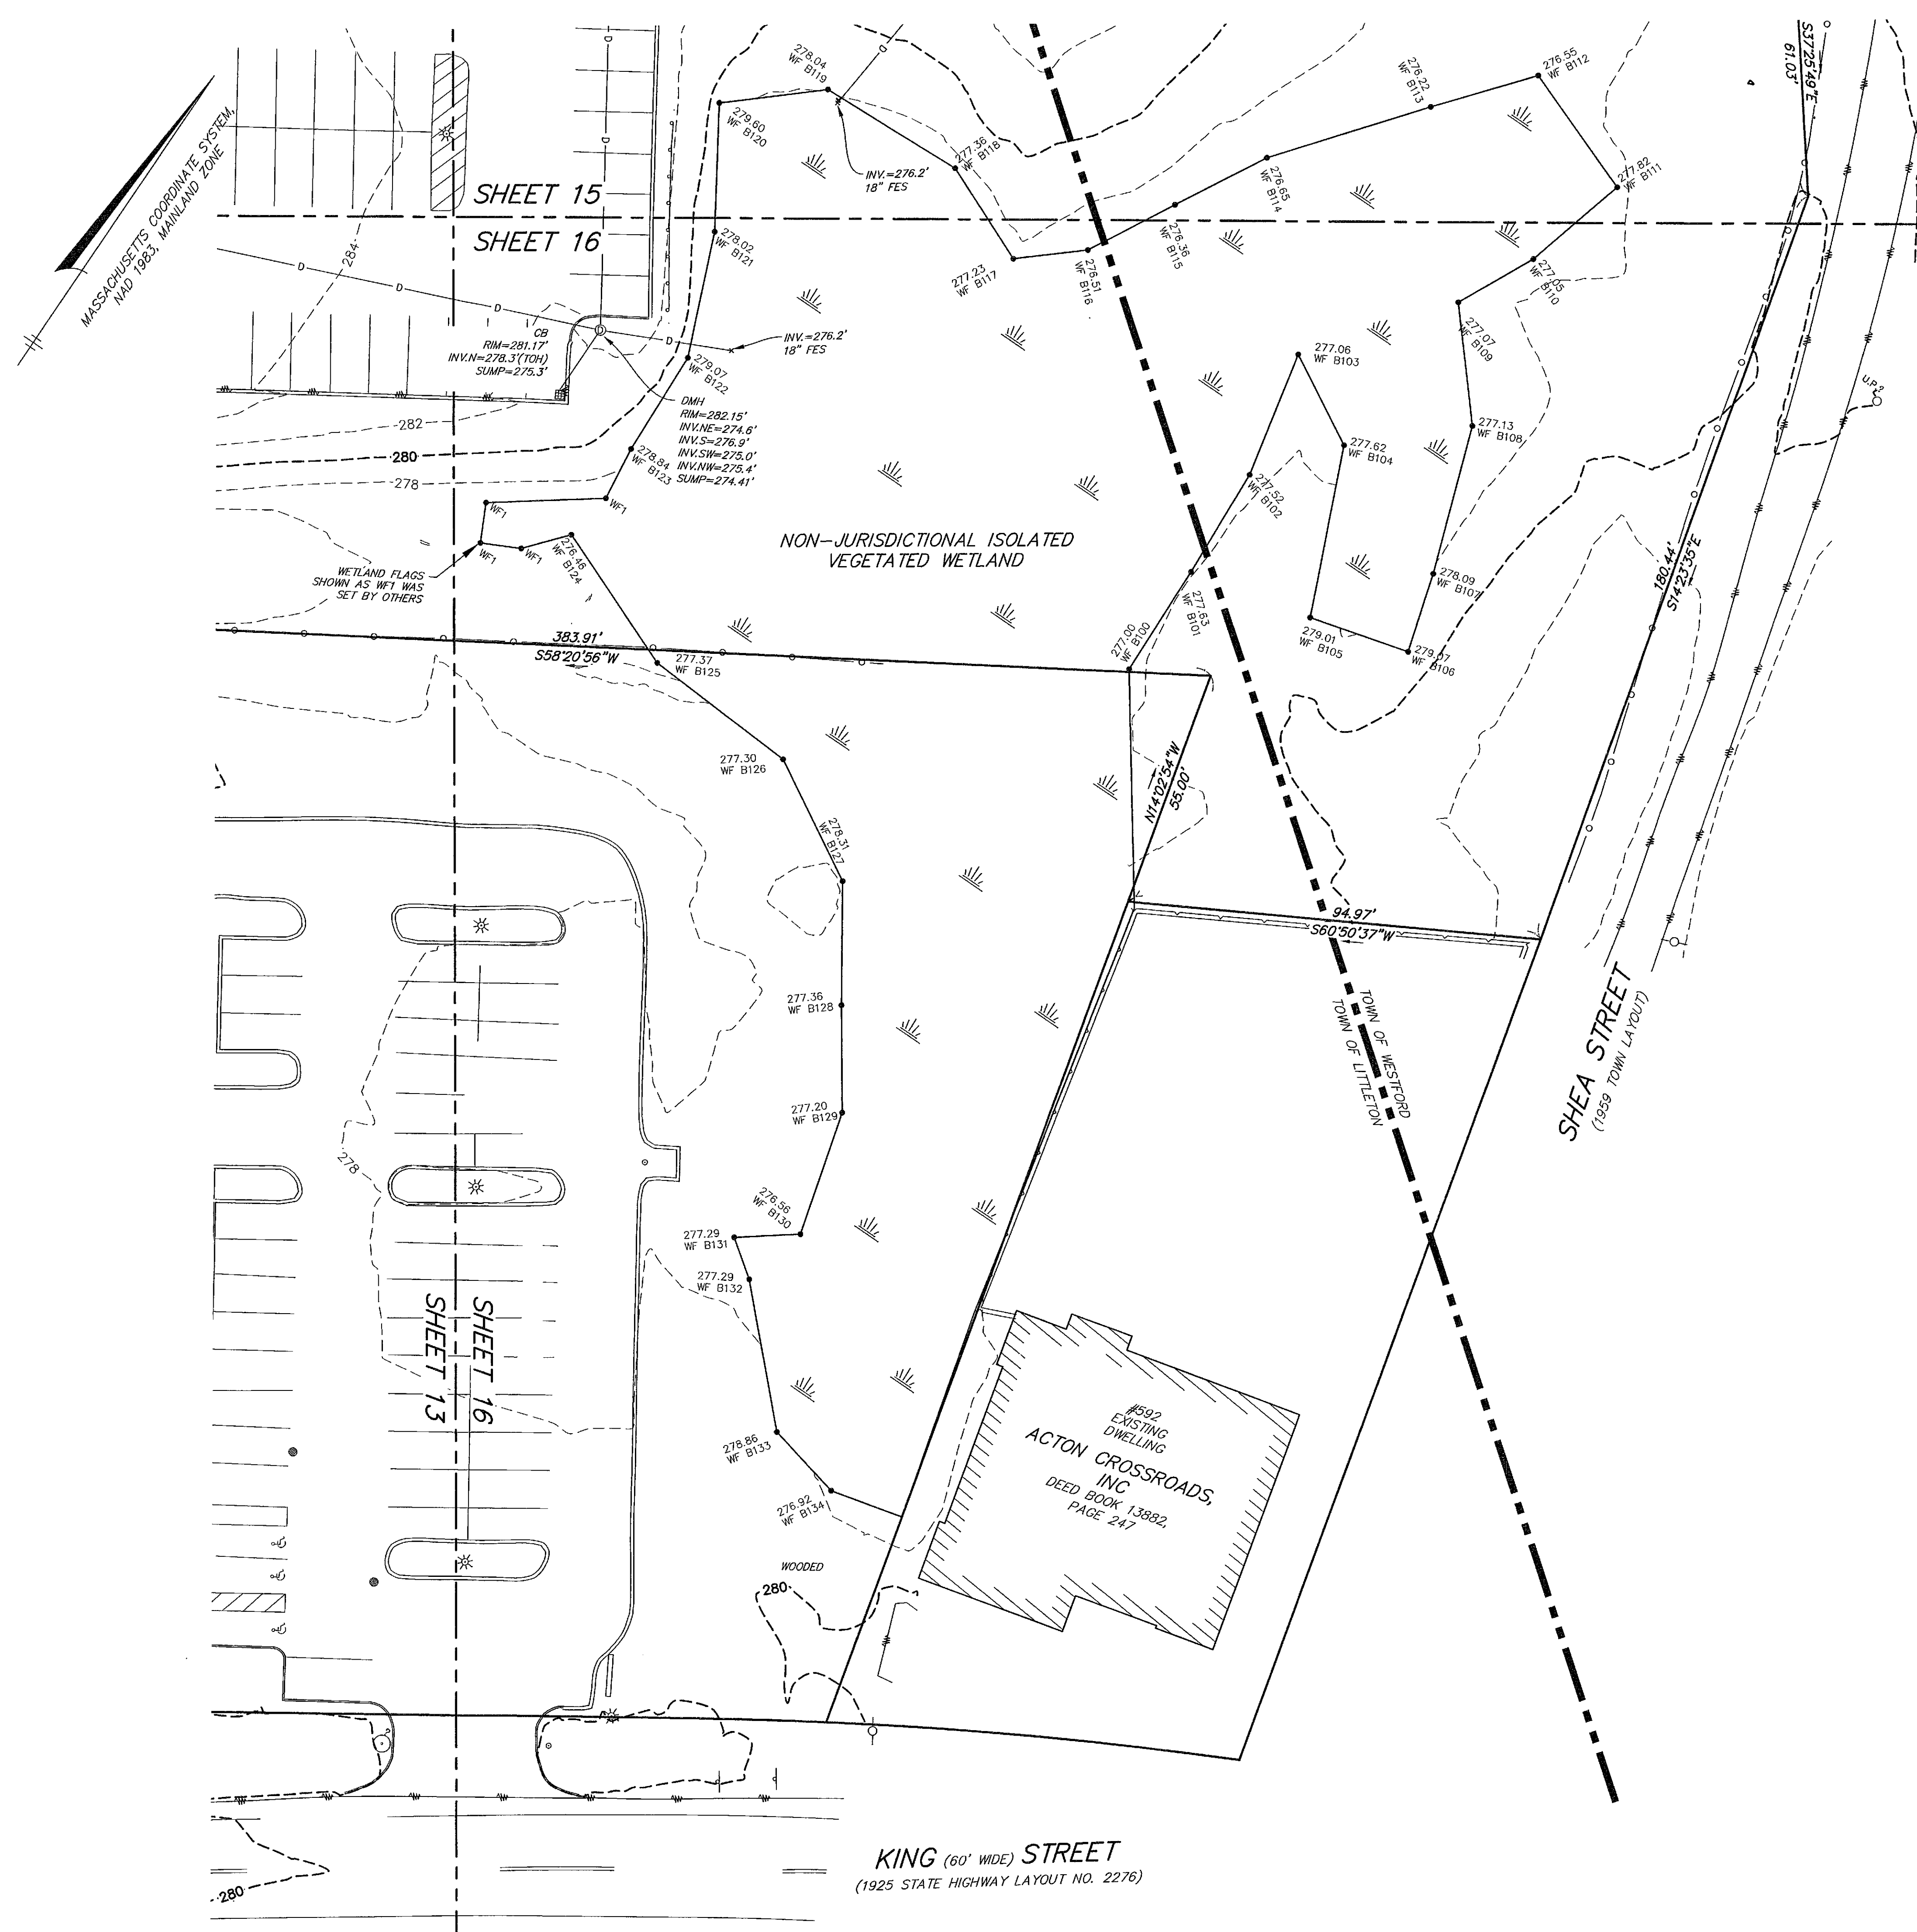 MASSACHUSETTS COORDINATE SYSTEM,
NAD 1983, MAINLAND ZONE
SHEET 15
SHEET 16
284
278.04
WF B119
279.60
WF B120
INV.=276.2'
18" FES
277.36
WF B118
276.22
WF B113
276.55
WF B112
277.82
WF B111
S37°25'49"E
61.03'
276.65
WF B114
276.36
WF B115
276.51
WF B116
277.23
WF B117
277.05
WF B110
277.07
WF B109
278.02
WF B121
D
D
D
D
D
D
D
D
CB
RIM=281.17'
INV.N=278.3'(TOH)
SUMP=275.3'
INV.=276.2'
18" FES
279.07
WF B122
DMH
RIM=282.15'
INV.NE=274.6'
INV.S=276.9'
INV.SW=275.0'
INV.NW=275.4'
SUMP=274.41'
282
280
278
278.84
WF B123
WF1
WF1
WF1
WF1
276.46
WF B124
WETLAND FLAGS
SHOWN AS WF1 WAS
SET BY OTHERS
NON-JURISDICTIONAL ISOLATED
VEGETATED WETLAND
277.06
WF B103
277.62
WF B104
277.52
WF B102
277.63
WF B101
277.00
WF B100
277.13
WF B108
278.09
WF B107
279.07
WF B106
279.01
WF B105
U.P.?
180.44'
S14°23'35"E
383.91'
S58°20'56"W
277.37
WF B125
277.30
WF B126
278.31
WF B127
N14°02'54"W
55.00'
94.97'
S60°50'37"W
277.36
WF B128
277.20
WF B129
TOWN OF WESTFORD
TOWN OF LITTLETON
SHEA STREET
(1959 TOWN LAYOUT)
278
276.56
WF B130
277.29
WF B131
277.29
WF B132
SHEET 16
SHEET 13
278.86
WF B133
276.92
WF B134
#592
EXISTING
DWELLING
ACTON CROSSROADS,
INC
DEED BOOK 13882,
PAGE 247
WOODED
280
KING (60' WIDE) STREET
(1925 STATE HIGHWAY LAYOUT NO. 2276)
280